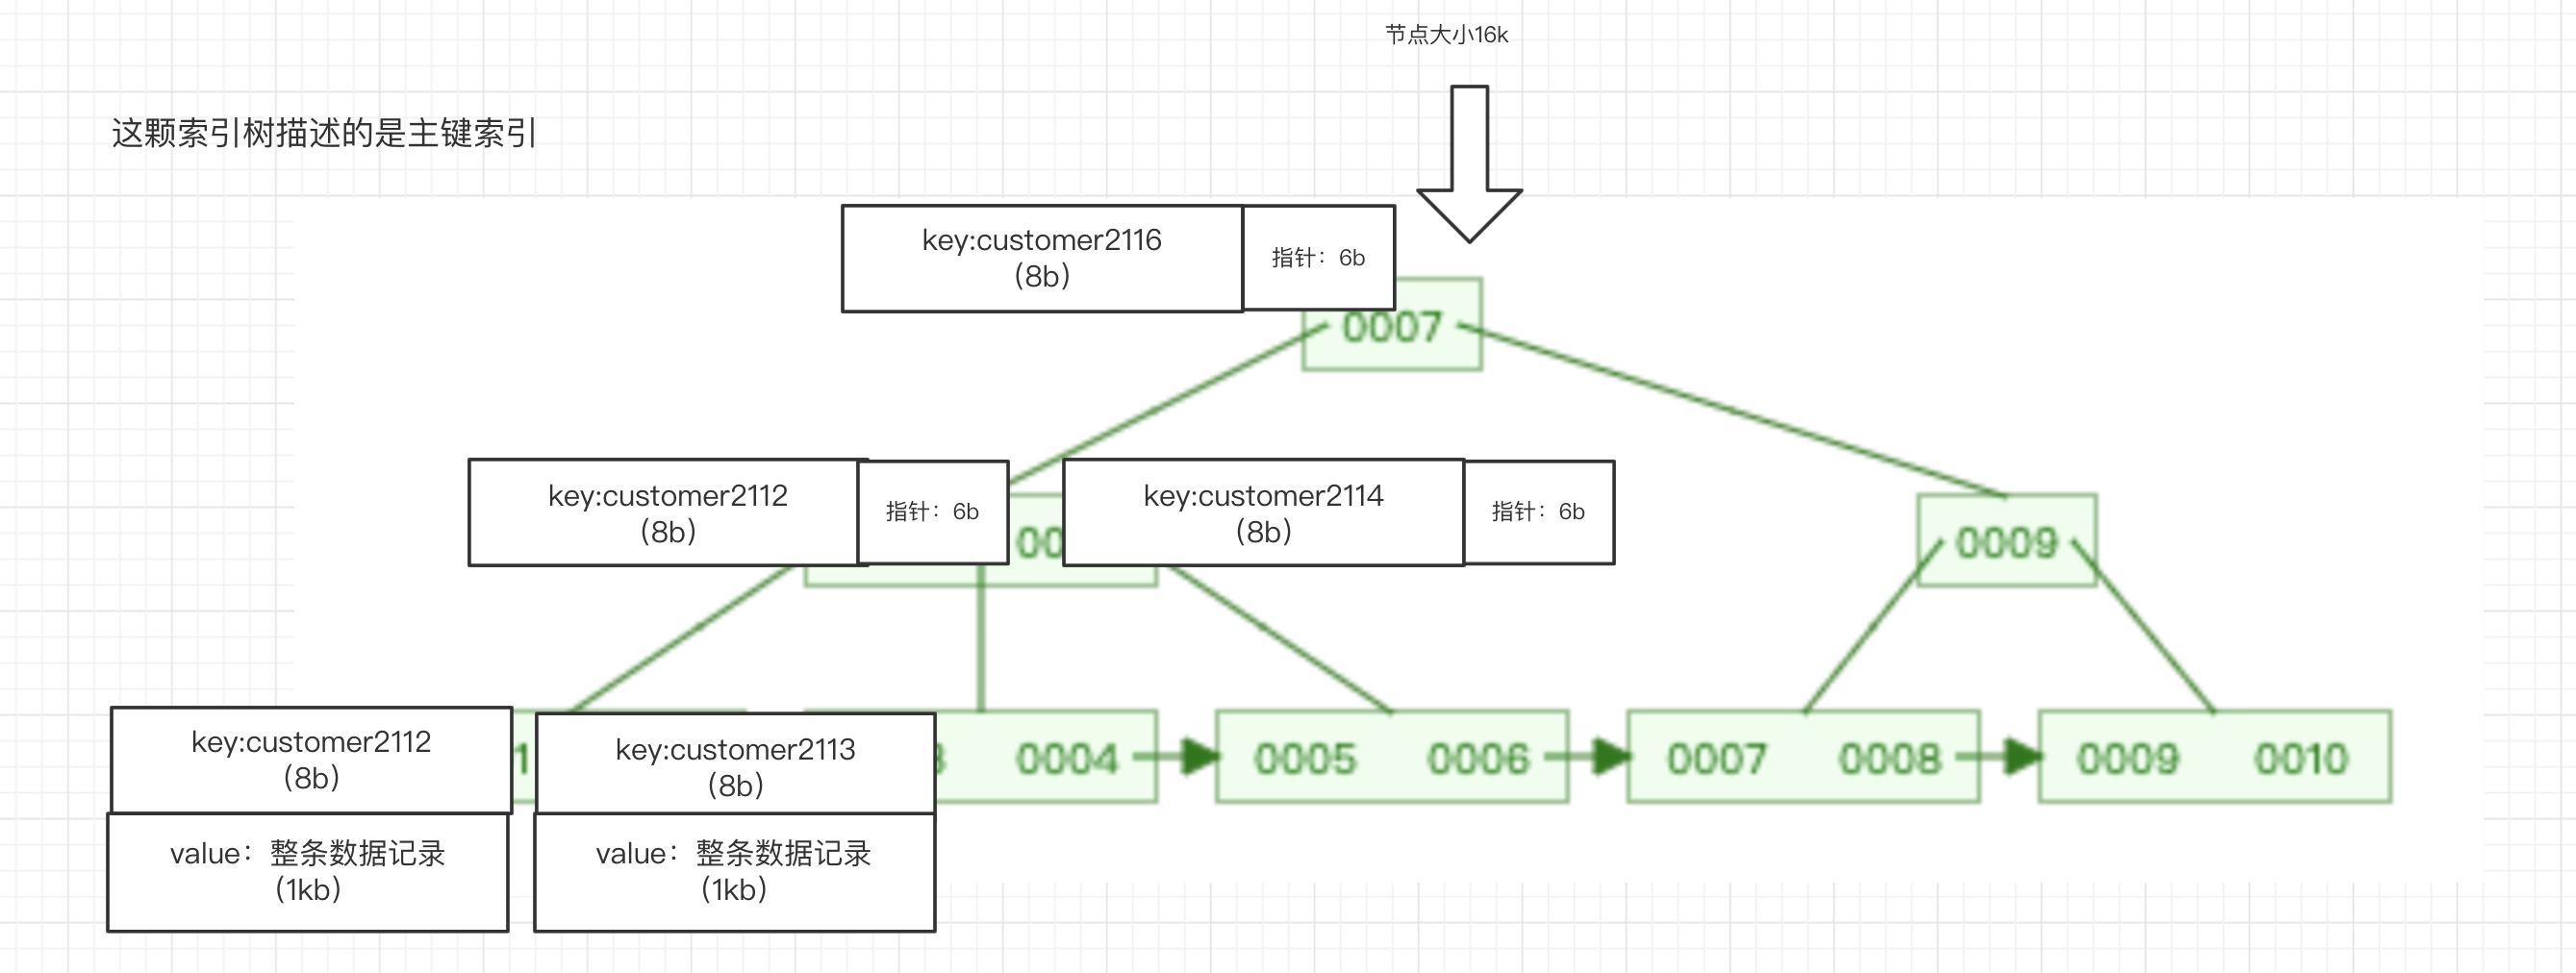 节点大小16k
这颗索引树描述的是主键索引
key:customer2116
(8b)
指针：6b
0007
key:customer2112
(8b)
指针：6b
00
key:customer2114
(8b)
指针：6b
0009
key:customer2112
(8b)
1
key:customer2113
(8b)
0004
0005
0006
0007
0008
0009
0010
value：整条数据记录
(1kb)
value：整条数据记录
(1kb)